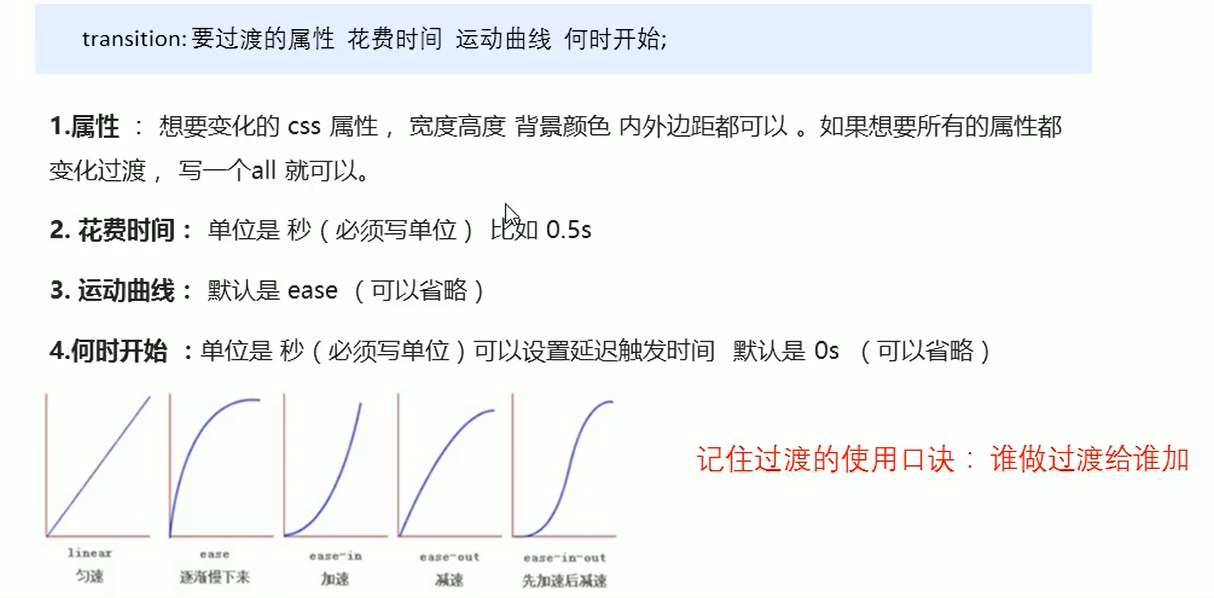 transition: 要过渡的属性 花费时间 运动曲线 何时开始;
1.属性 : 想要变化的 css 属性, 宽度高度 背景颜色 内外边距都可以 。如果想要所有的属性都
变化过渡, 写一个all 就可以。
2. 花费时间: 单位是 秒(必须写单位) 比如 0.5s
3. 运动曲线: 默认是 ease (可以省略)
4.何时开始 :单位是 秒(必须写单位)可以设置延迟触发时间 默认是 0s (可以省略)
记住过渡的使用口诀: 谁做过渡给谁加
linear ease ease-in ease-out ease-in-out
匀速 逐渐慢下来 加速 减速 先加速后减速